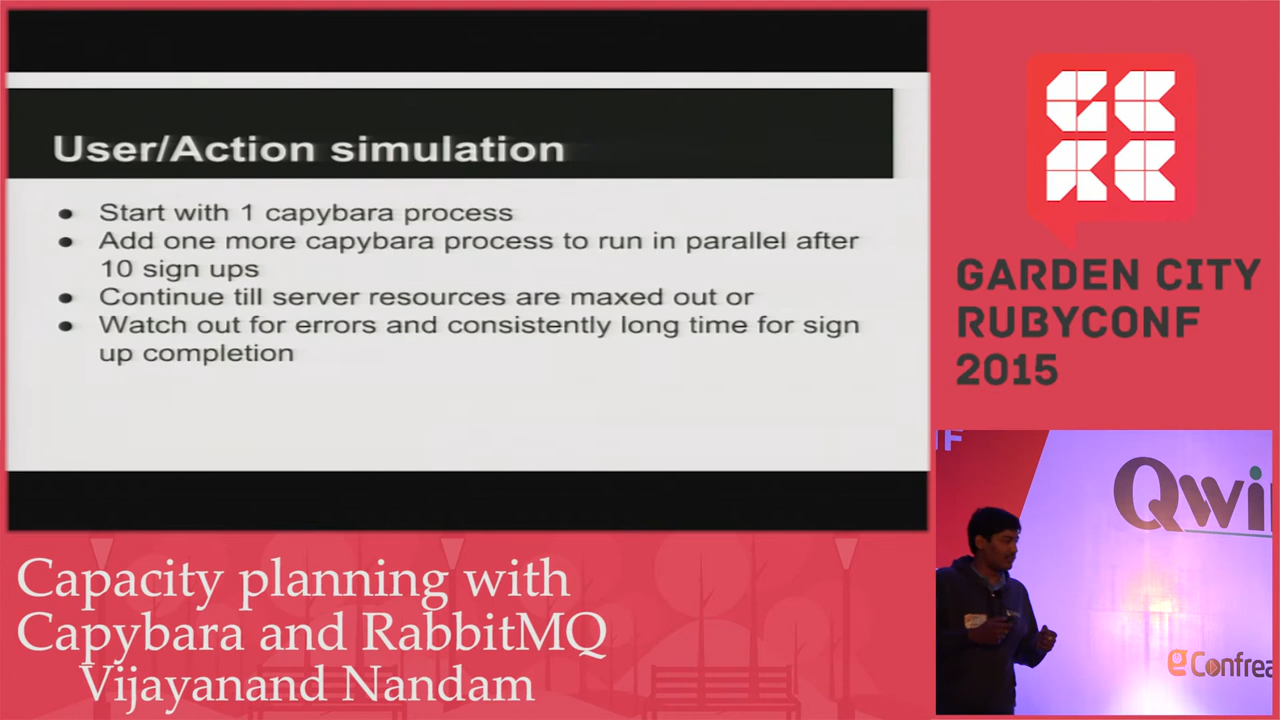 User/Action simulation
● Start with 1 capybara process
● Add one more capybara process to run in parallel after
10 sign ups
● Continue till server resources are maxed out or
● Watch out for errors and consistently long time for sign
up completion
GARDEN CITY
RUBYCONF
2015
Capacity planning with
Capybara and RabbitMQ
Vijayanand Nandam